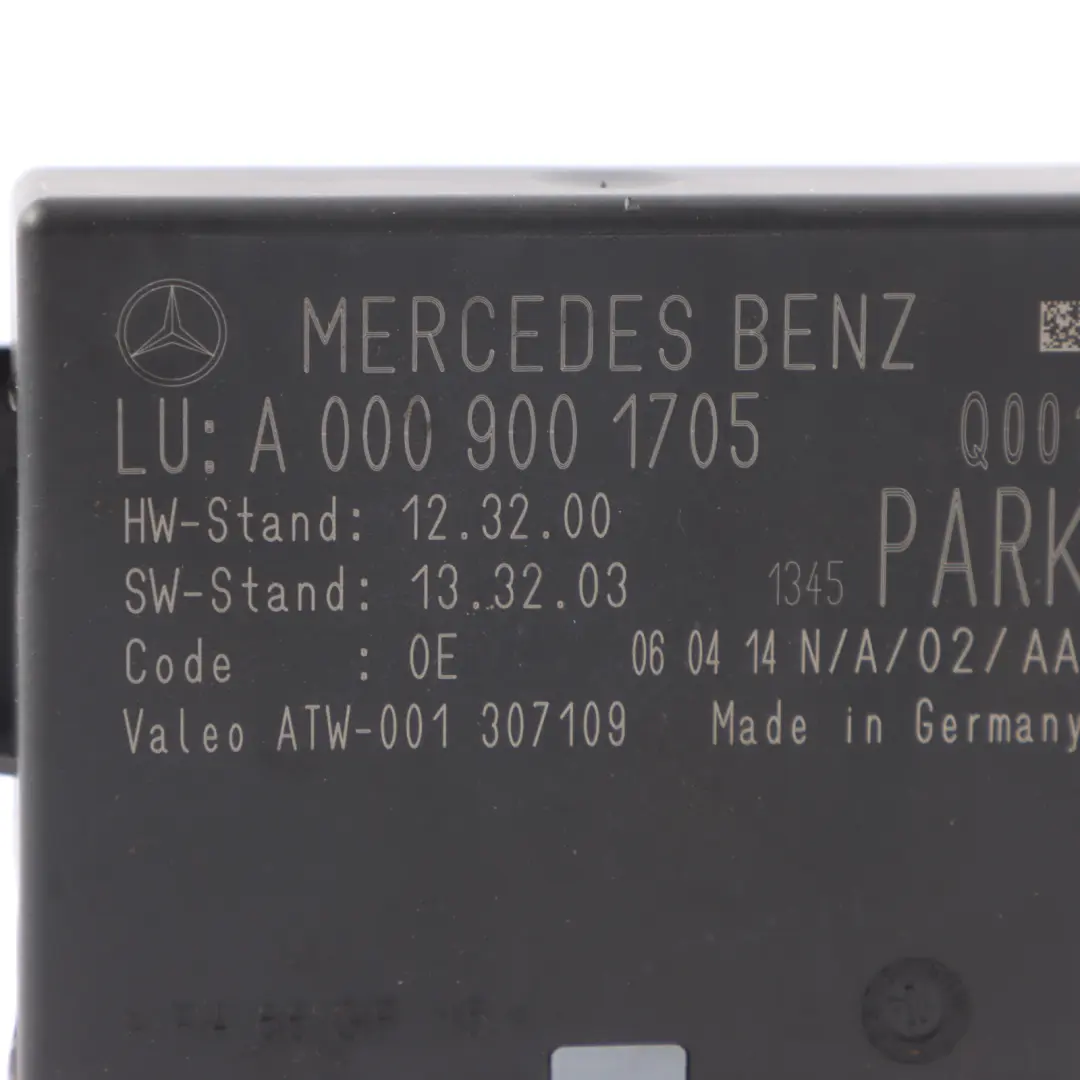 MERCEDES BENZ
LU: A 000 900 1705 Q001
HW-Stand: 12.32.00
SW-Stand: 13.32.03 1345 PARK
Code : 0E 06 04 14 N/A/02/AA
Valeo ATW-001 307109 Made in Germany